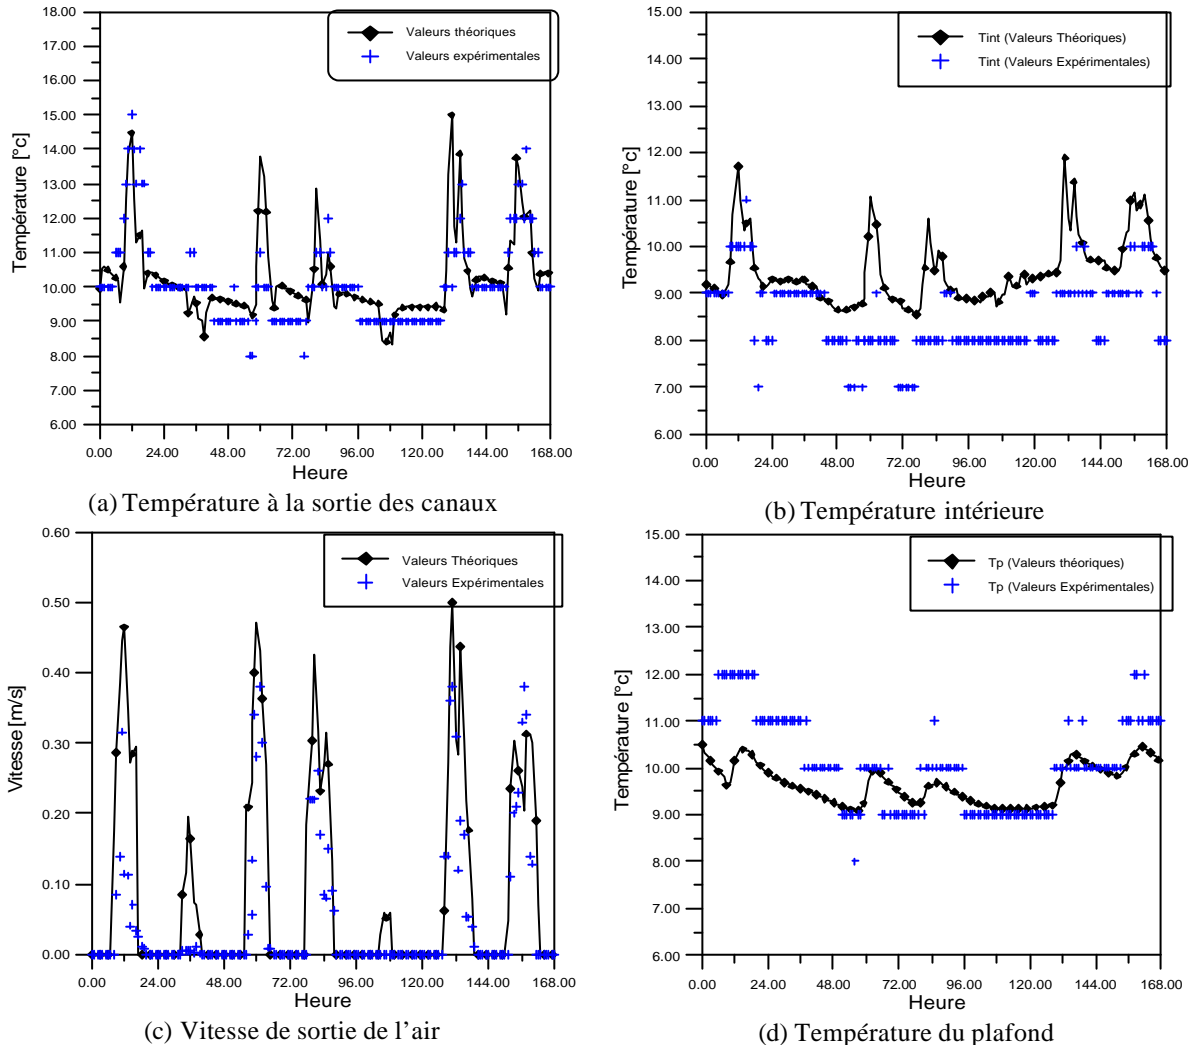 18.00
17.00
16.00
15.00
14.00
13.00
12.00
11.00
10.00
9.00
8.00
7.00
6.00
Température [°c]
Valeurs théoriques
Valeurs expérimentales
0.00 24.00 48.00 72.00 96.00 120.00 144.00 168.00
Heure
(a) Température à la sortie des canaux
15.00
14.00
13.00
12.00
11.00
10.00
9.00
8.00
7.00
6.00
Température [°c]
Tint (Valeurs Théoriques)
Tint (Valeurs Expérimentales)
0.00 24.00 48.00 72.00 96.00 120.00 144.00 168.00
Heure
(b) Température intérieure
0.60
0.50
0.40
0.30
0.20
0.10
0.00
Vitesse [m/s]
Valeurs Théoriques
Valeurs Expérimentales
0.00 24.00 48.00 72.00 96.00 120.00 144.00 168.00
Heure
(c) Vitesse de sortie de l'air
15.00
14.00
13.00
12.00
11.00
10.00
9.00
8.00
7.00
6.00
Température [°c]
Tp (Valeurs théoriques)
Tp (Valeurs Expérimentales)
0.00 24.00 48.00 72.00 96.00 120.00 144.00 168.00
Heure
(d) Température du plafond